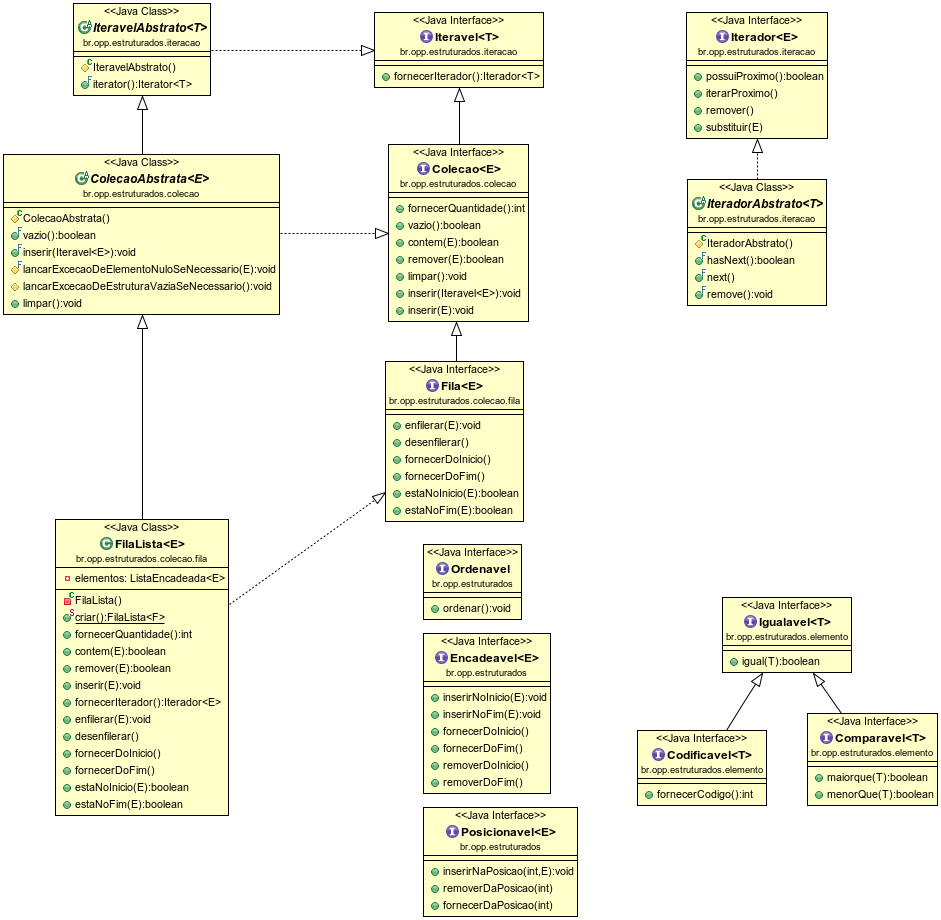 <<Java Class>>
IteravelAbstrato<T>
br.opp.estruturados.iteracao
IteravelAbstrato()
iterator():Iterator<T>
<<Java Interface>>
Iteravel<T>
br.opp.estruturados.iteracao
fornecerIterador():Iterador<T>
<<Java Interface>>
Iterador<E>
br.opp.estruturados.iteracao
possuiProximo():boolean
iterarProximo()
remover()
substituir(E)
<<Java Class>>
ColecaoAbstrata<E>
br.opp.estruturados.colecao
ColecaoAbstrata()
vazio():boolean
inserir(Iteravel<E>):void
lancarExcecaoDeElementoNuloSeNecessario(E):void
lancarExcecaoDeEstruturaVaziaSeNecessario():void
limpar():void
<<Java Interface>>
Colecao<E>
br.opp.estruturados.colecao
fornecerQuantidade():int
vazio():boolean
contem(E):boolean
remover(E):boolean
limpar():void
inserir(Iteravel<E>):void
inserir(E):void
<<Java Class>>
IteradorAbstrato<T>
br.opp.estruturados.iteracao
IteradorAbstrato()
hasNext():boolean
next()
remove():void
<<Java Interface>>
Fila<E>
br.opp.estruturados.colecao.fila
enfilerar(E):void
desenfilerar()
fornecerDoInicio()
fornecerDoFim()
estaNoInicio(E):boolean
estaNoFim(E):boolean
<<Java Class>>
FilaLista<E>
br.opp.estruturados.colecao.fila
elementos: ListaEncadeada<E>
FilaLista()
criar():FilaLista<F>
fornecerQuantidade():int
contem(E):boolean
remover(E):boolean
inserir(E):void
fornecerIterador():Iterador<E>
enfilerar(E):void
desenfilerar()
fornecerDoInicio()
fornecerDoFim()
estaNoInicio(E):boolean
estaNoFim(E):boolean
<<Java Interface>>
Ordenavel
br.opp.estruturados
ordenar():void
<<Java Interface>>
Encadeavel<E>
br.opp.estruturados
inserirNoInicio(E):void
inserirNoFim(E):void
fornecerDoInicio()
fornecerDoFim()
removerDoInicio()
removerDoFim()
<<Java Interface>>
Posicionavel<E>
br.opp.estruturados
inserirNaPosicao(int,E):void
removerDaPosicao(int)
fornecerDaPosicao(int)
<<Java Interface>>
Igualavel<T>
br.opp.estruturados.elemento
igual(T):boolean
<<Java Interface>>
Codificavel<T>
br.opp.estruturados.elemento
fornecerCodigo():int
<<Java Interface>>
Comparavel<T>
br.opp.estruturados.elemento
maiorque(T):boolean
menorQue(T):boolean